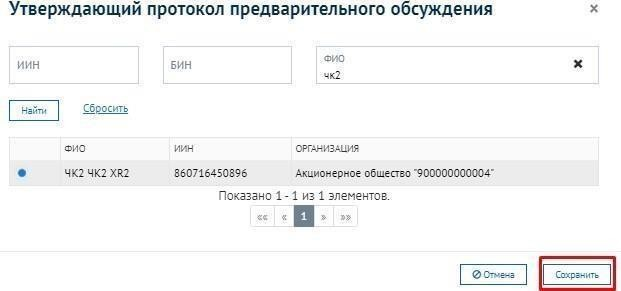 Утверждающий протокол предварительного обсуждения ×
ИИН БИН ФИО
чк2 ✖
Найти Сбросить
ФИО ИИН ОРГАНИЗАЦИЯ
ЧК2 ЧК2 XR2 860716450896 Акционерное общество "900000000004"
Показано 1 - 1 из 1 элементов.
«« « 1 » »»
Отмена Сохранить